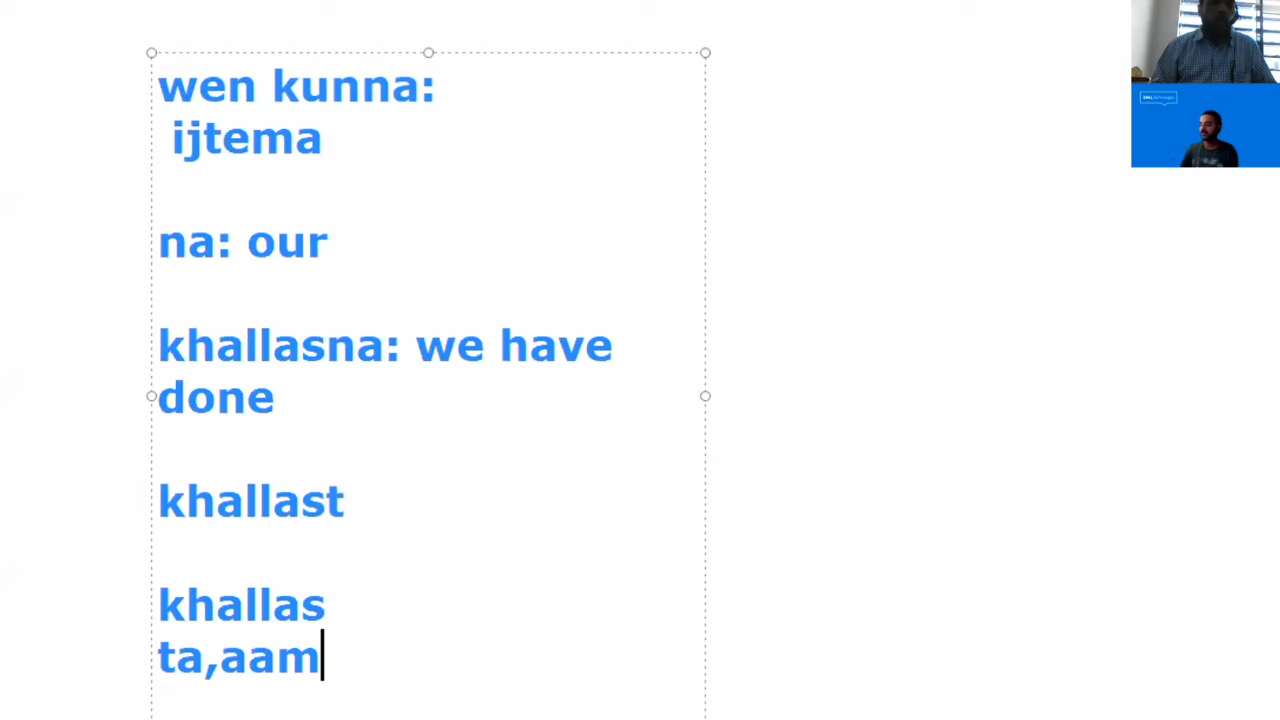 wen kunna:
ijtema
na: our
khallasna: we have
done
khallast
khallas
ta,aam